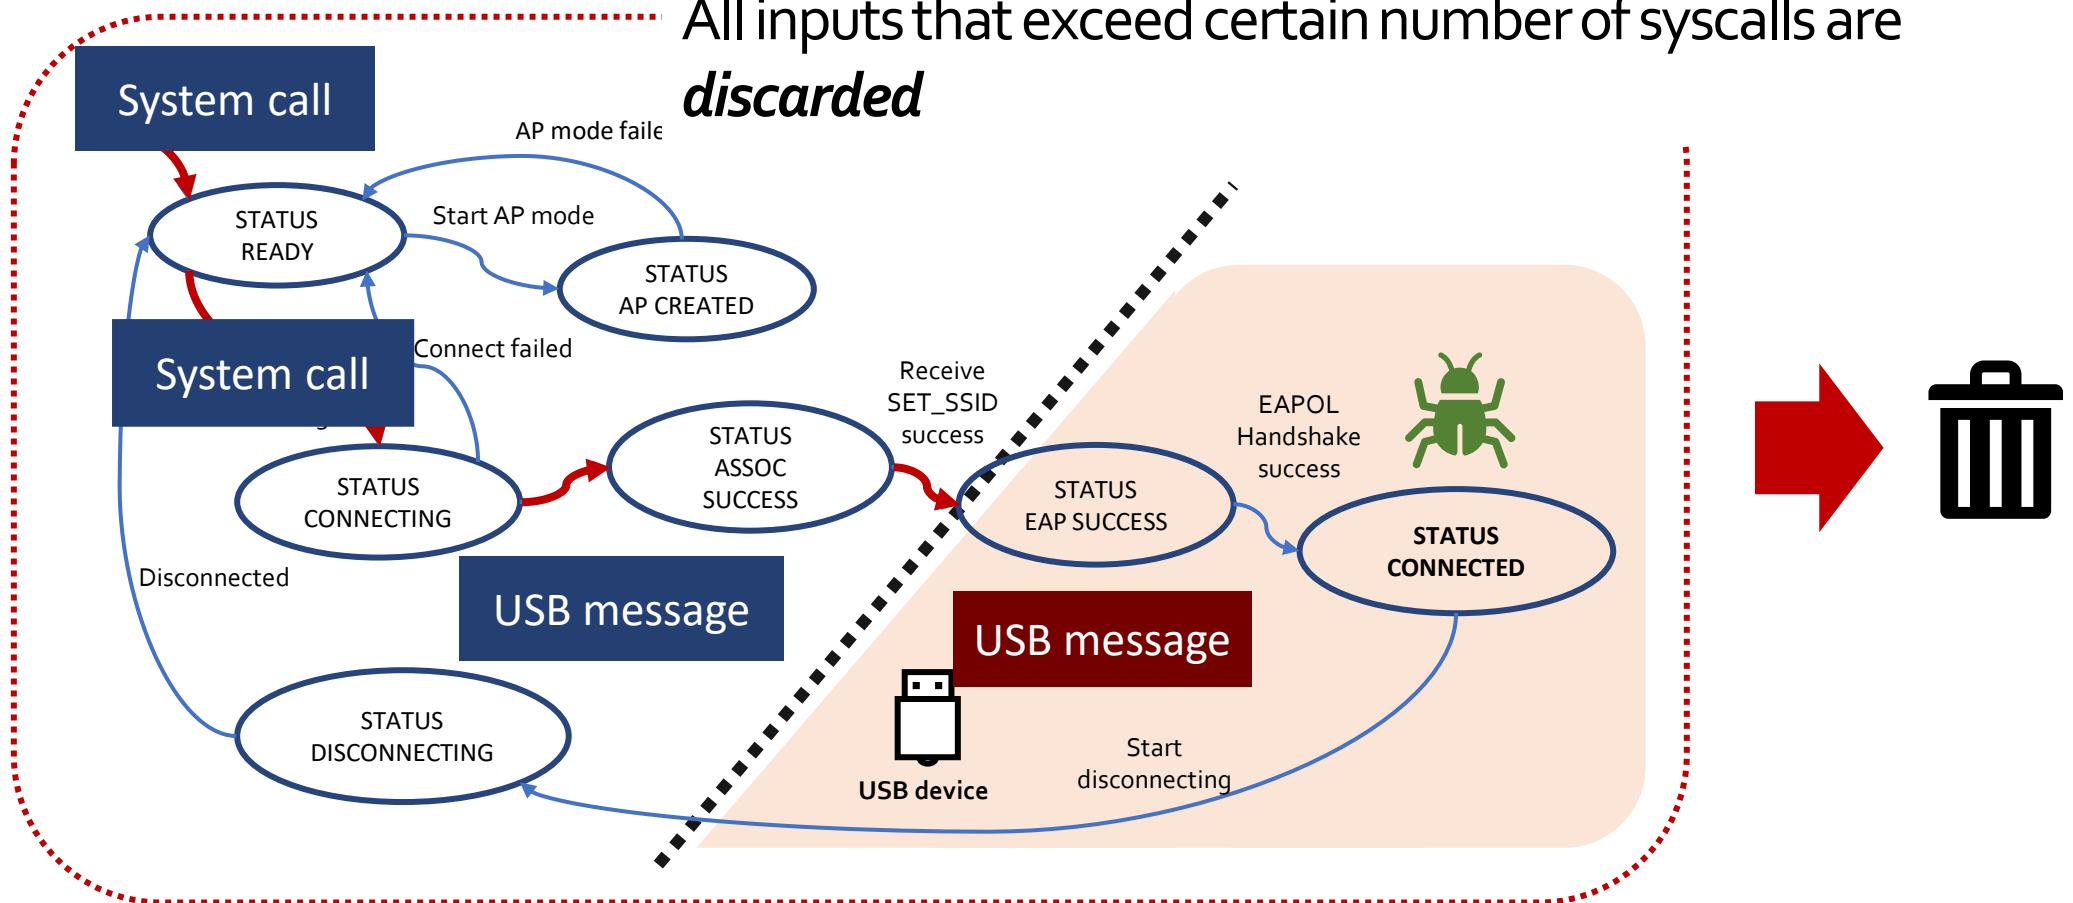 All inputs that exceed certain number of syscalls are
discarded
System call
AP mode faile
STATUS
READY
Start AP mode
STATUS
AP CREATED
System call
Connect failed
Receive
SET_SSID
success
EAPOL
Handshake
success
STATUS
ASSOC
SUCCESS
STATUS
CONNECTING
STATUS
EAP SUCCESS
STATUS
CONNECTED
Disconnected
USB message
USB message
STATUS
DISCONNECTING
USB device
Start
disconnecting